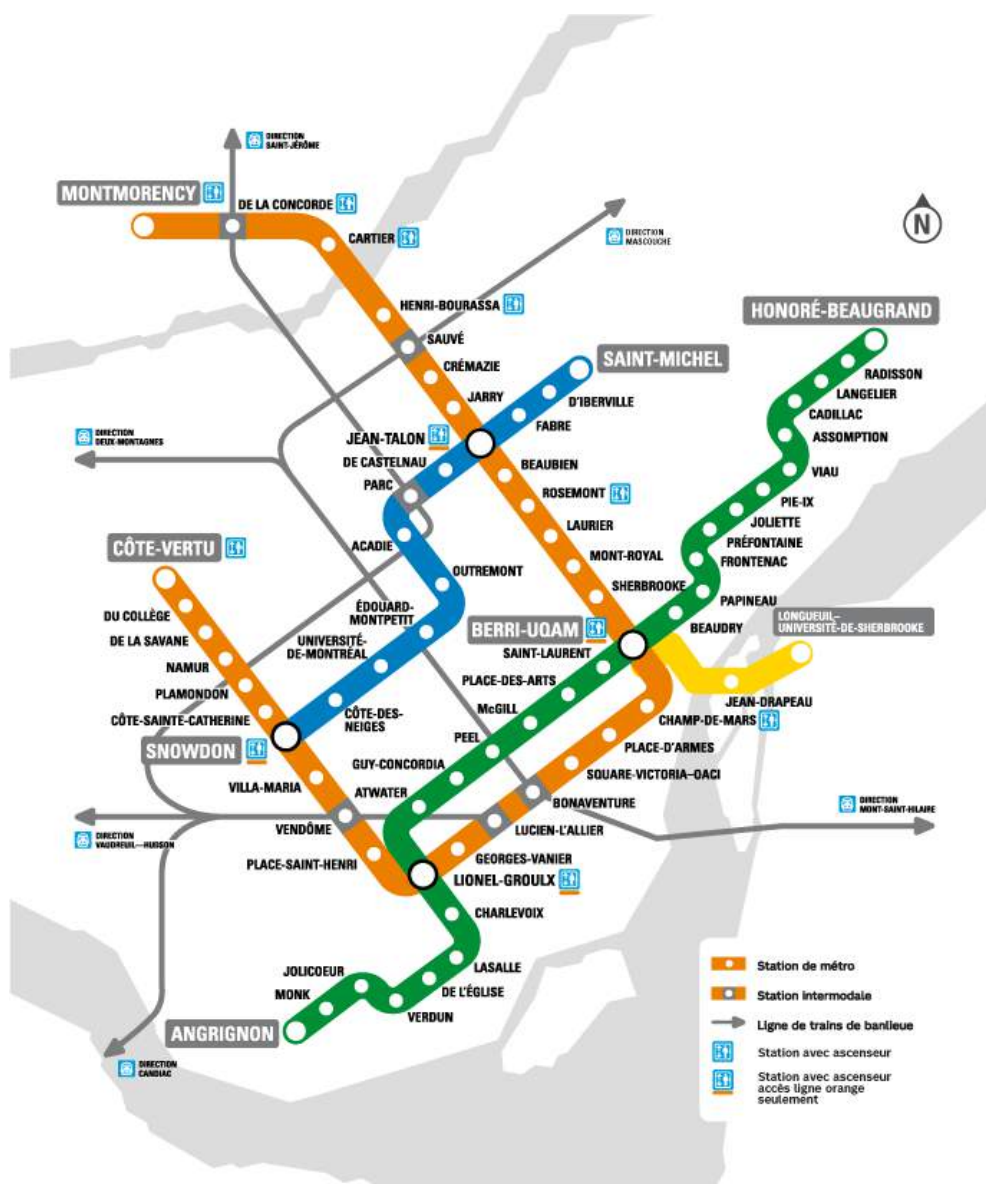 DIRECTION
SAINT-JÉRÔME
MONTMORENCY
DE LA CONCORDE
CARTIER
DIRECTION
MASCOUCHE
N
HENRI-BOURASSA
HONORÉ-BEAUGRAND
SAUVÉ
CRÉMAZIE
SAINT-MICHEL
RADISSON
JARRY
D'IBERVILLE
LANGELIER
FABRE
CADILLAC
DIRECTION
DEUX-MONTAGNES
JEAN-TALON
ASSOMPTION
DE CASTELNAU
BEAUBIEN
VIAU
PARC
ROSEMONT
PIE-IX
LAURIER
JOLIETTE
ACADIE
PRÉFONTAINE
CÔTE-VERTU
MONT-ROYAL
FRONTENAC
OUTREMONT
SHERBROOKE
PAPINEAU
DU COLLÈGE
ÉDOUARD-
MONTPETIT
BERRI-UQAM
BEAUDRY
LONGUEUIL–
UNIVERSITÉ-DE-SHERBROOKE
DE LA SAVANE
UNIVERSITÉ-
DE-MONTRÉAL
SAINT-LAURENT
NAMUR
PLACE-DES-ARTS
PLAMONDON
JEAN-DRAPEAU
CÔTE-SAINTE-CATHERINE
CÔTE-DES-
NEIGES
McGILL
CHAMP-DE-MARS
SNOWDON
PEEL
PLACE-D'ARMES
GUY-CONCORDIA
SQUARE-VICTORIA–OACI
VILLA-MARIA
ATWATER
BONAVENTURE
DIRECTION
MONT-SAINT-HILAIRE
VENDÔME
LUCIEN-L'ALLIER
DIRECTION
VAUDREUIL—HUDSON
PLACE-SAINT-HENRI
GEORGES-VANIER
LIONEL-GROULX
CHARLEVOIX
JOLICOEUR
LASALLE
MONK
DE L'ÉGLISE
VERDUN
ANGRIGNON
DIRECTION
CANDIAC
Station de métro
Station intermodale
Ligne de trains de banlieue
Station avec ascenseur
Station avec ascenseur
accès ligne orange
seulement